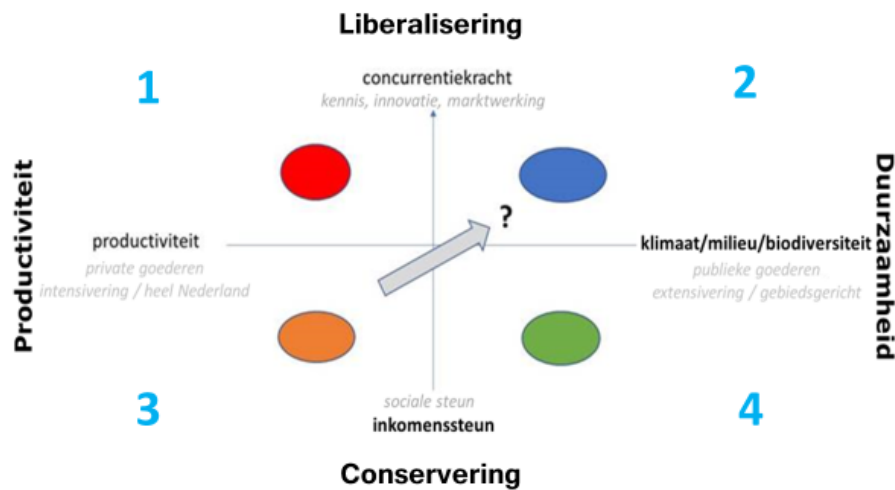 Liberalisering
1
2
concurrentiekracht
kennis, innovatie, marktwerking
Productiviteit
Duurzaamheid
?
productiviteit
klimaat/milieu/biodiversiteit
private goederen
publieke goederen
intensivering / heel Nederland
extensivering / gebiedsgericht
3
4
sociale steun
inkomenssteun
Conservering